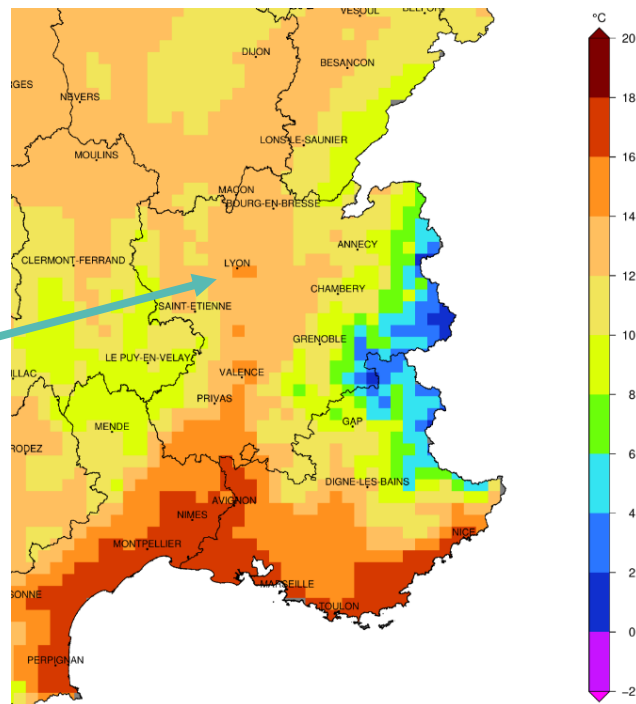 VESOUL
°C
DIJON
BESANCON
20
18
16
14
12
10
8
6
4
2
0
−2
NEVERS
LONS-LE-SAUNIER
MOULINS
MACON
BOURG-EN-BRESSE
ANNECY
CLERMONT-FERRAND
LYON
CHAMBERY
SAINT-ETIENNE
GRENOBLE
LE PUY-EN-VELAY
VALENCE
PRIVAS
MENDE
GAP
DIGNE-LES-BAINS
AVIGNON
NIMES
MONTPELLIER
NICE
MARSEILLE
TOULON
PERPIGNAN